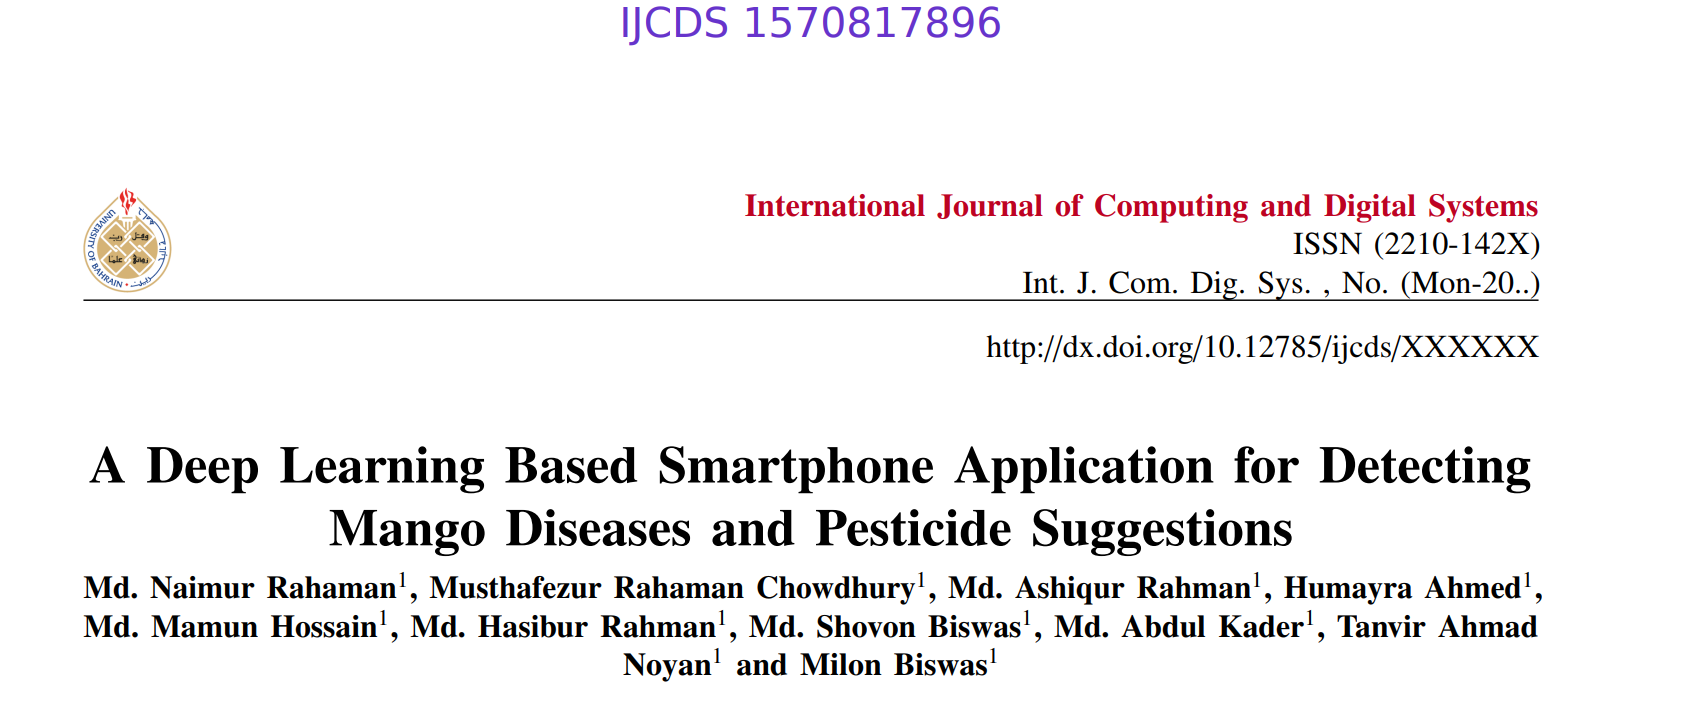 IJCDS 1570817896
UNIVERSITY OF BAHRAIN
International Journal of Computing and Digital Systems
ISSN (2210-142X)
Int. J. Com. Dig. Sys. , No. (Mon-20..)
http://dx.doi.org/10.12785/ijcds/XXXXXX
A Deep Learning Based Smartphone Application for Detecting
Mango Diseases and Pesticide Suggestions
Md. Naimur Rahaman¹, Musthafezur Rahaman Chowdhury¹, Md. Ashiqur Rahman¹, Humayra Ahmed¹,
Md. Mamun Hossain¹, Md. Hasibur Rahman¹, Md. Shovon Biswas¹, Md. Abdul Kader¹, Tanvir Ahmad
Noyan¹ and Milon Biswas¹